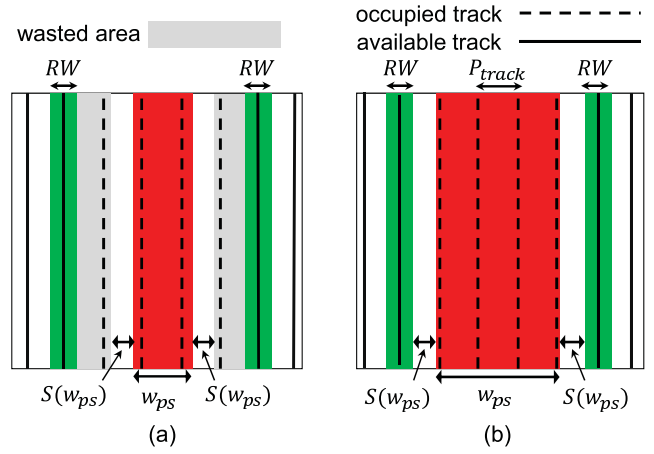 wasted area
occupied track
available track
RW
RW
RW
P_track
RW
S(w_ps)
w_ps
S(w_ps)
S(w_ps)
w_ps
S(w_ps)
(a)
(b)